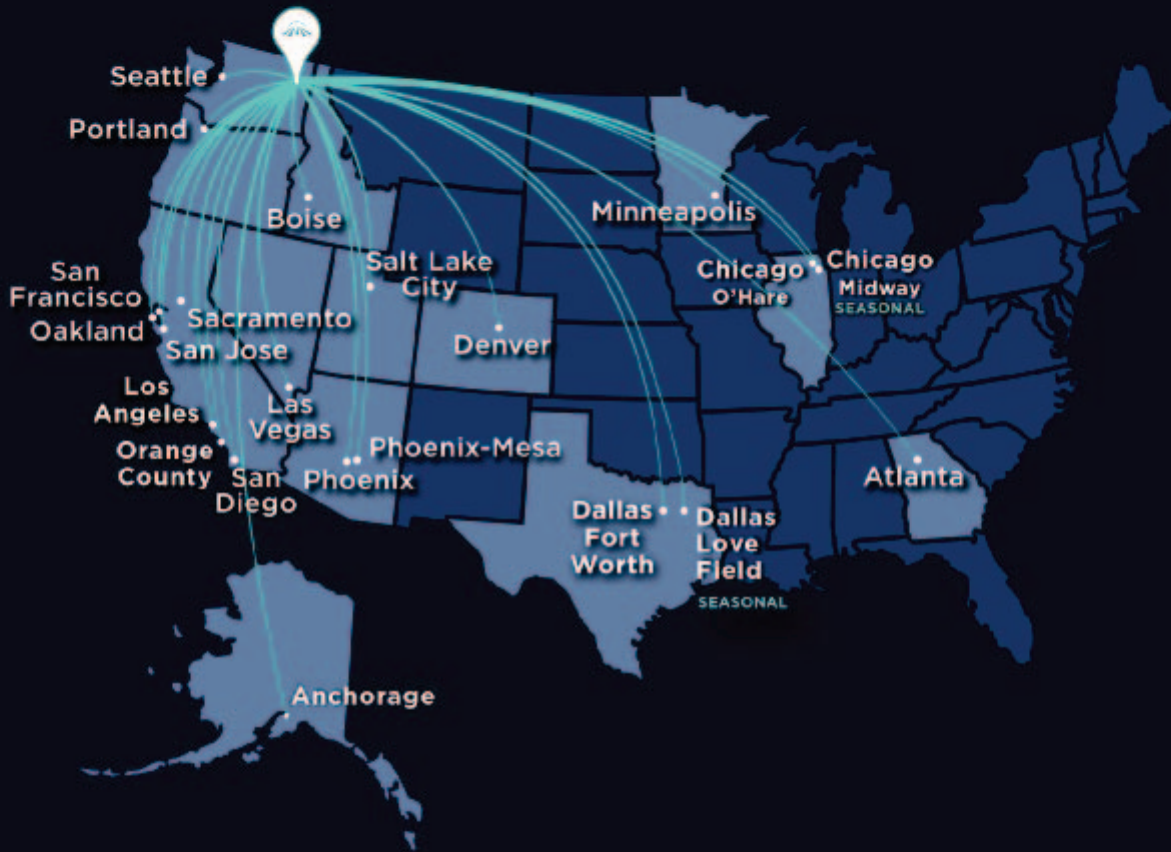 Seattle
Portland
Boise
Minneapolis
San
Francisco
Oakland
Sacramento
San Jose
Salt Lake
City
Denver
Chicago
O'Hare
Chicago
Midway
SEASONAL
Los
Angeles
Orange
County
San
Diego
Las
Vegas
Phoenix
Phoenix-Mesa
Dallas
Fort
Worth
Dallas
Love
Field
SEASONAL
Atlanta
Anchorage